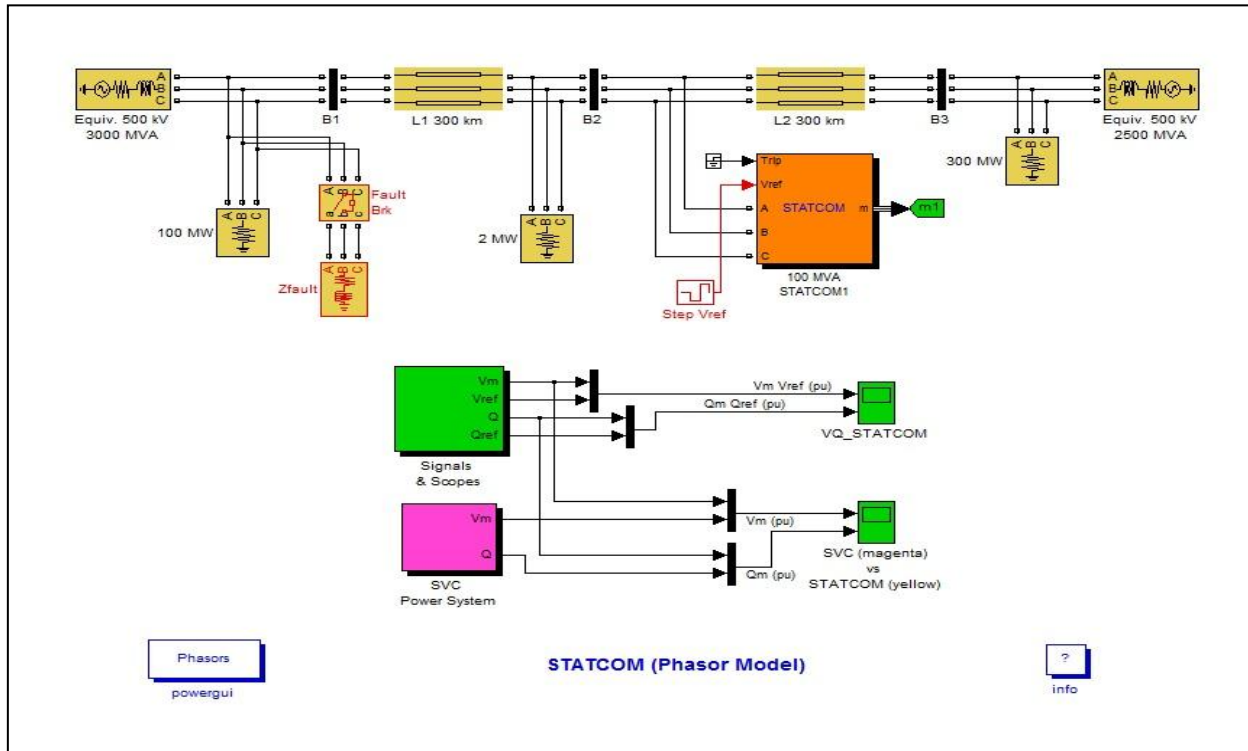 A
B
C
Equiv. 500 kV
3000 MVA
B1
L1 300 km
B2
L2 300 km
B3
A
B
C
Equiv. 500 kV
2500 MVA
A B C
100 MW
A B C
a b c
Fault
Brk
A B C
Zfault
A B C
2 MW
Trip
Vref
A
B
C
STATCOM
m
m1
100 MVA
STATCOM1
Step Vref
A B C
300 MW
Vm
Vref
Q
Qref
Signals
& Scopes
Vm Vref (pu)
Qm Qref (pu)
VQ_STATCOM
Vm
Q
SVC
Power System
Vm (pu)
Qm (pu)
SVC (magenta)
vs
STATCOM (yellow)
Phasors
powergui
STATCOM (Phasor Model)
?
info